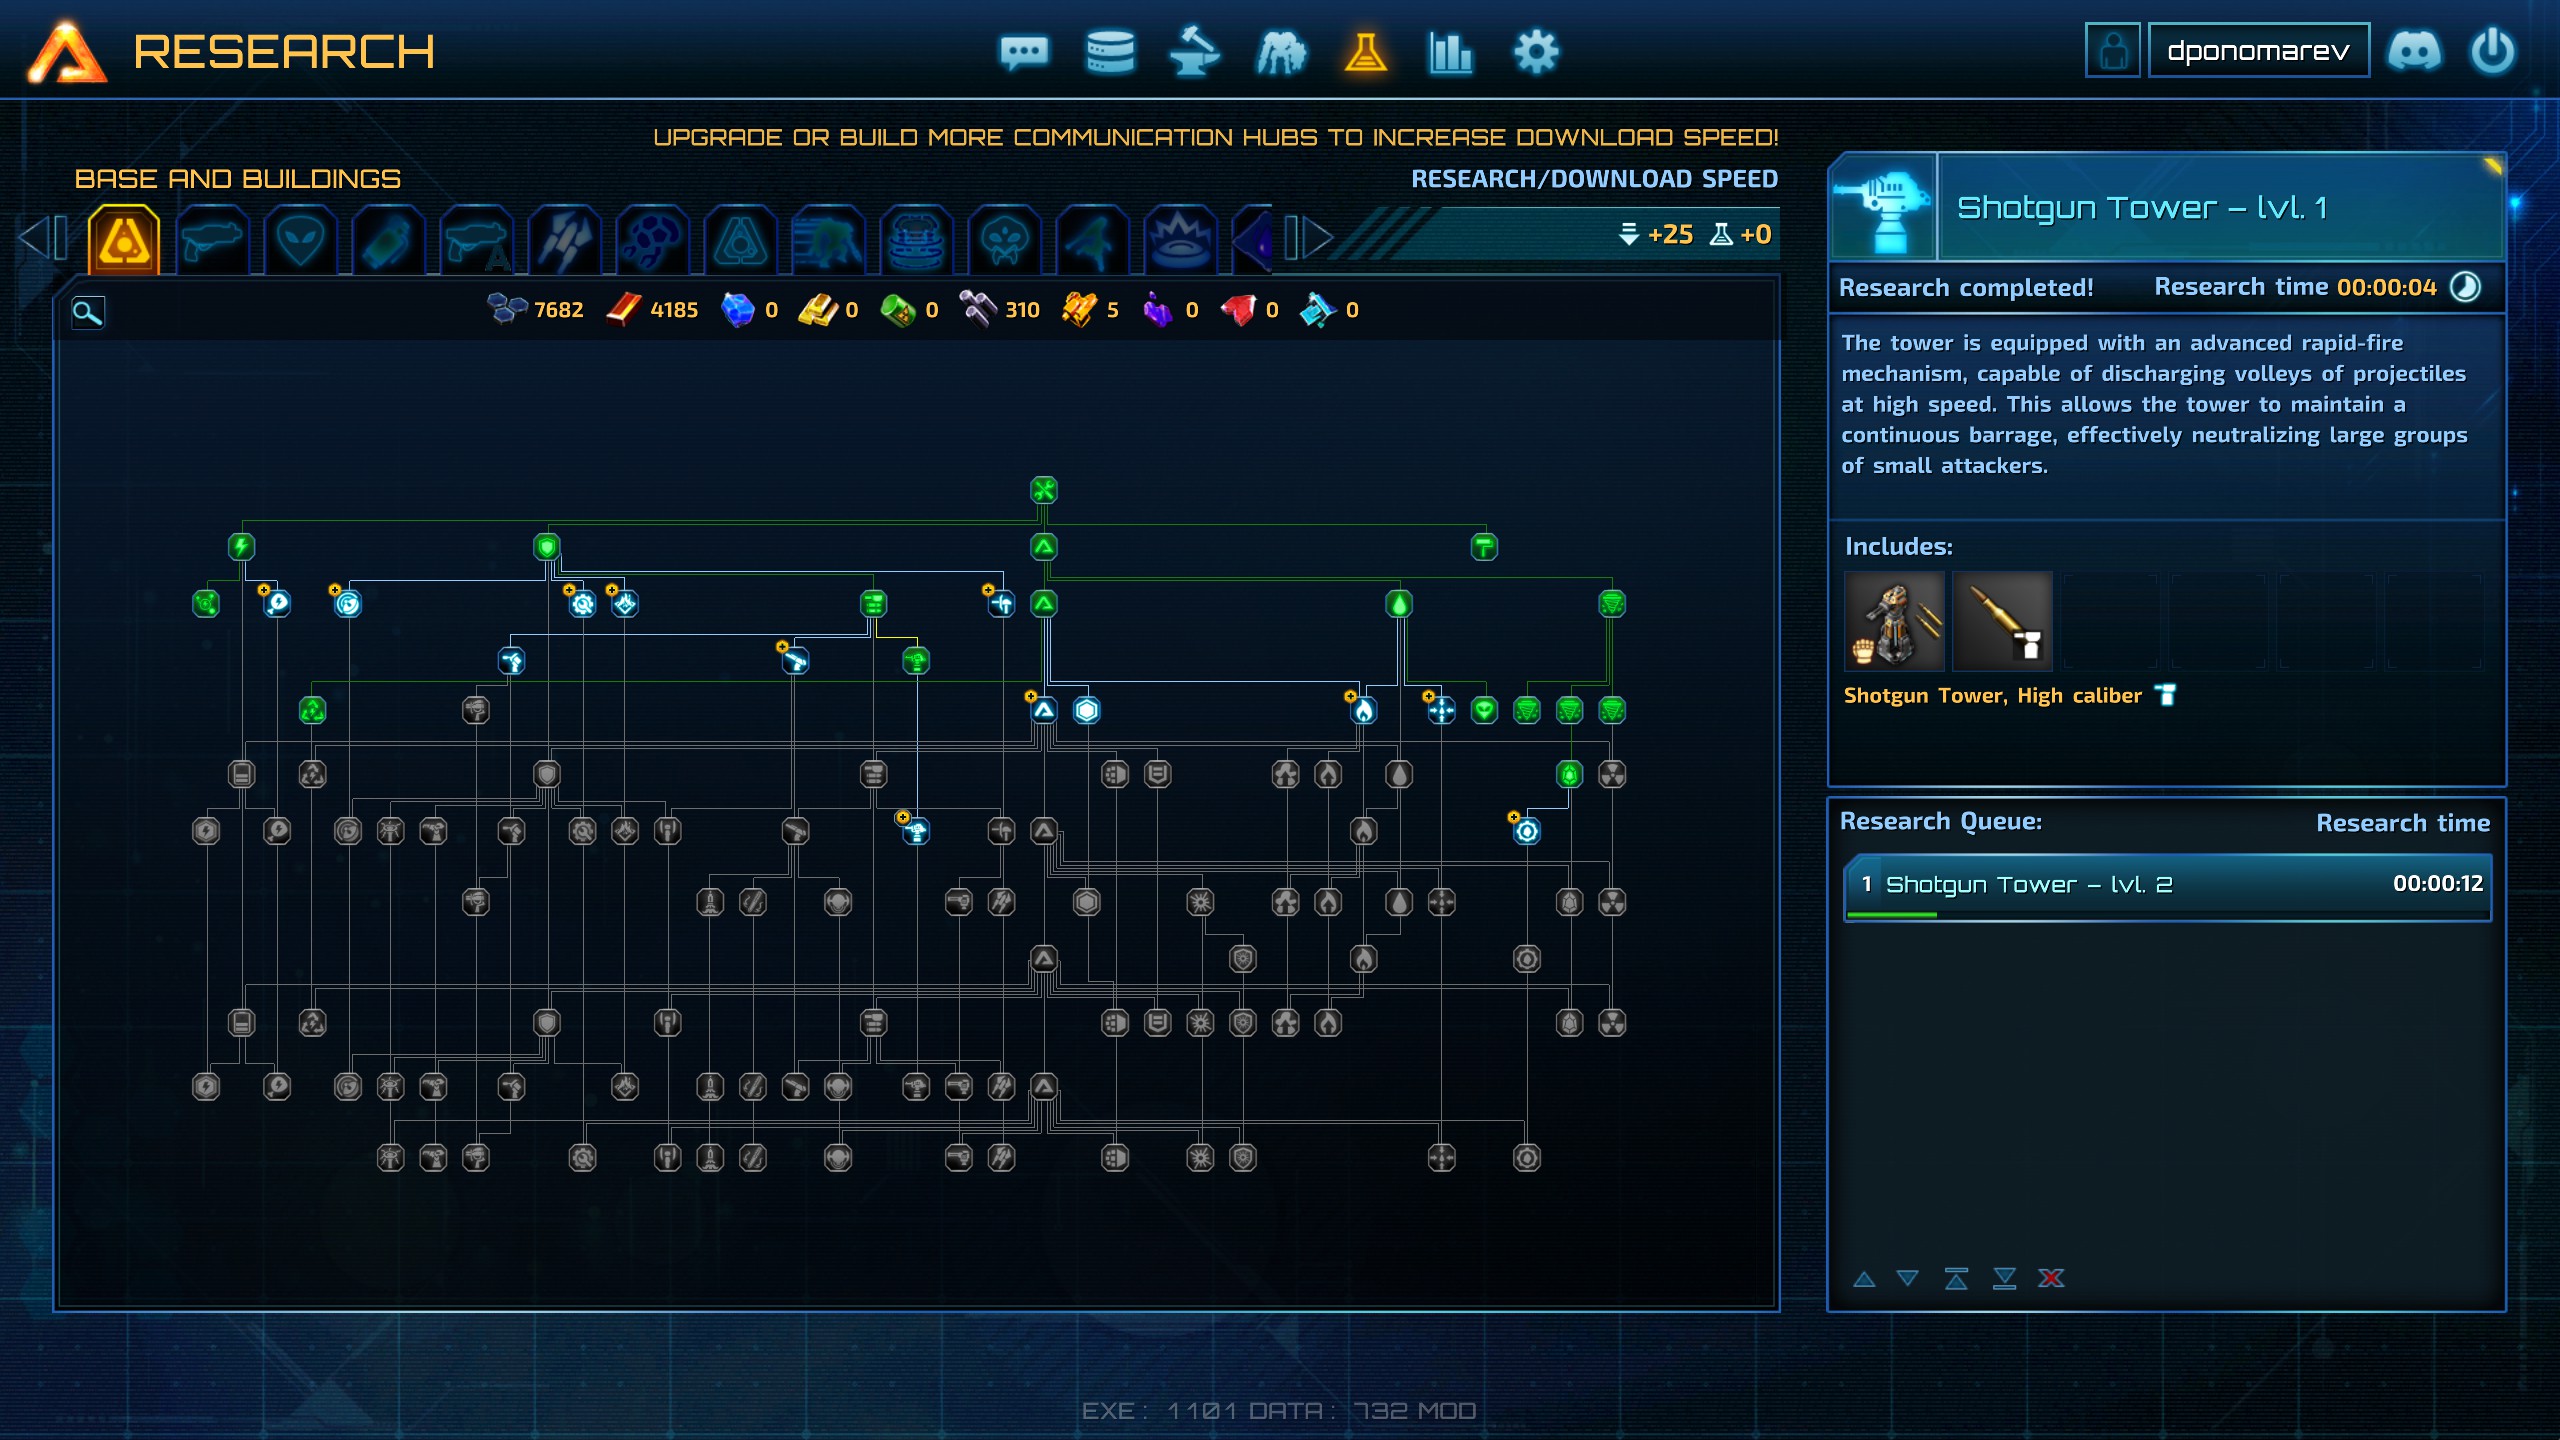 RESEARCH
dponomarev
UPGRADE OR BUILD MORE COMMUNICATION HUBS TO INCREASE DOWNLOAD SPEED!
BASE AND BUILDINGS
RESEARCH/DOWNLOAD SPEED
+25 +0
7682 4185 0 0 0 310 5 0 0 0
Shotgun Tower – lvl. 1
Research completed! Research time 00:00:04
The tower is equipped with an advanced rapid-fire
mechanism, capable of discharging volleys of projectiles
at high speed. This allows the tower to maintain a
continuous barrage, effectively neutralizing large groups
of small attackers.
Includes:
Shotgun Tower, High caliber
Research Queue: Research time
1 Shotgun Tower – lvl. 2 00:00:12
EXE : 1101 DATA : 732 MOD